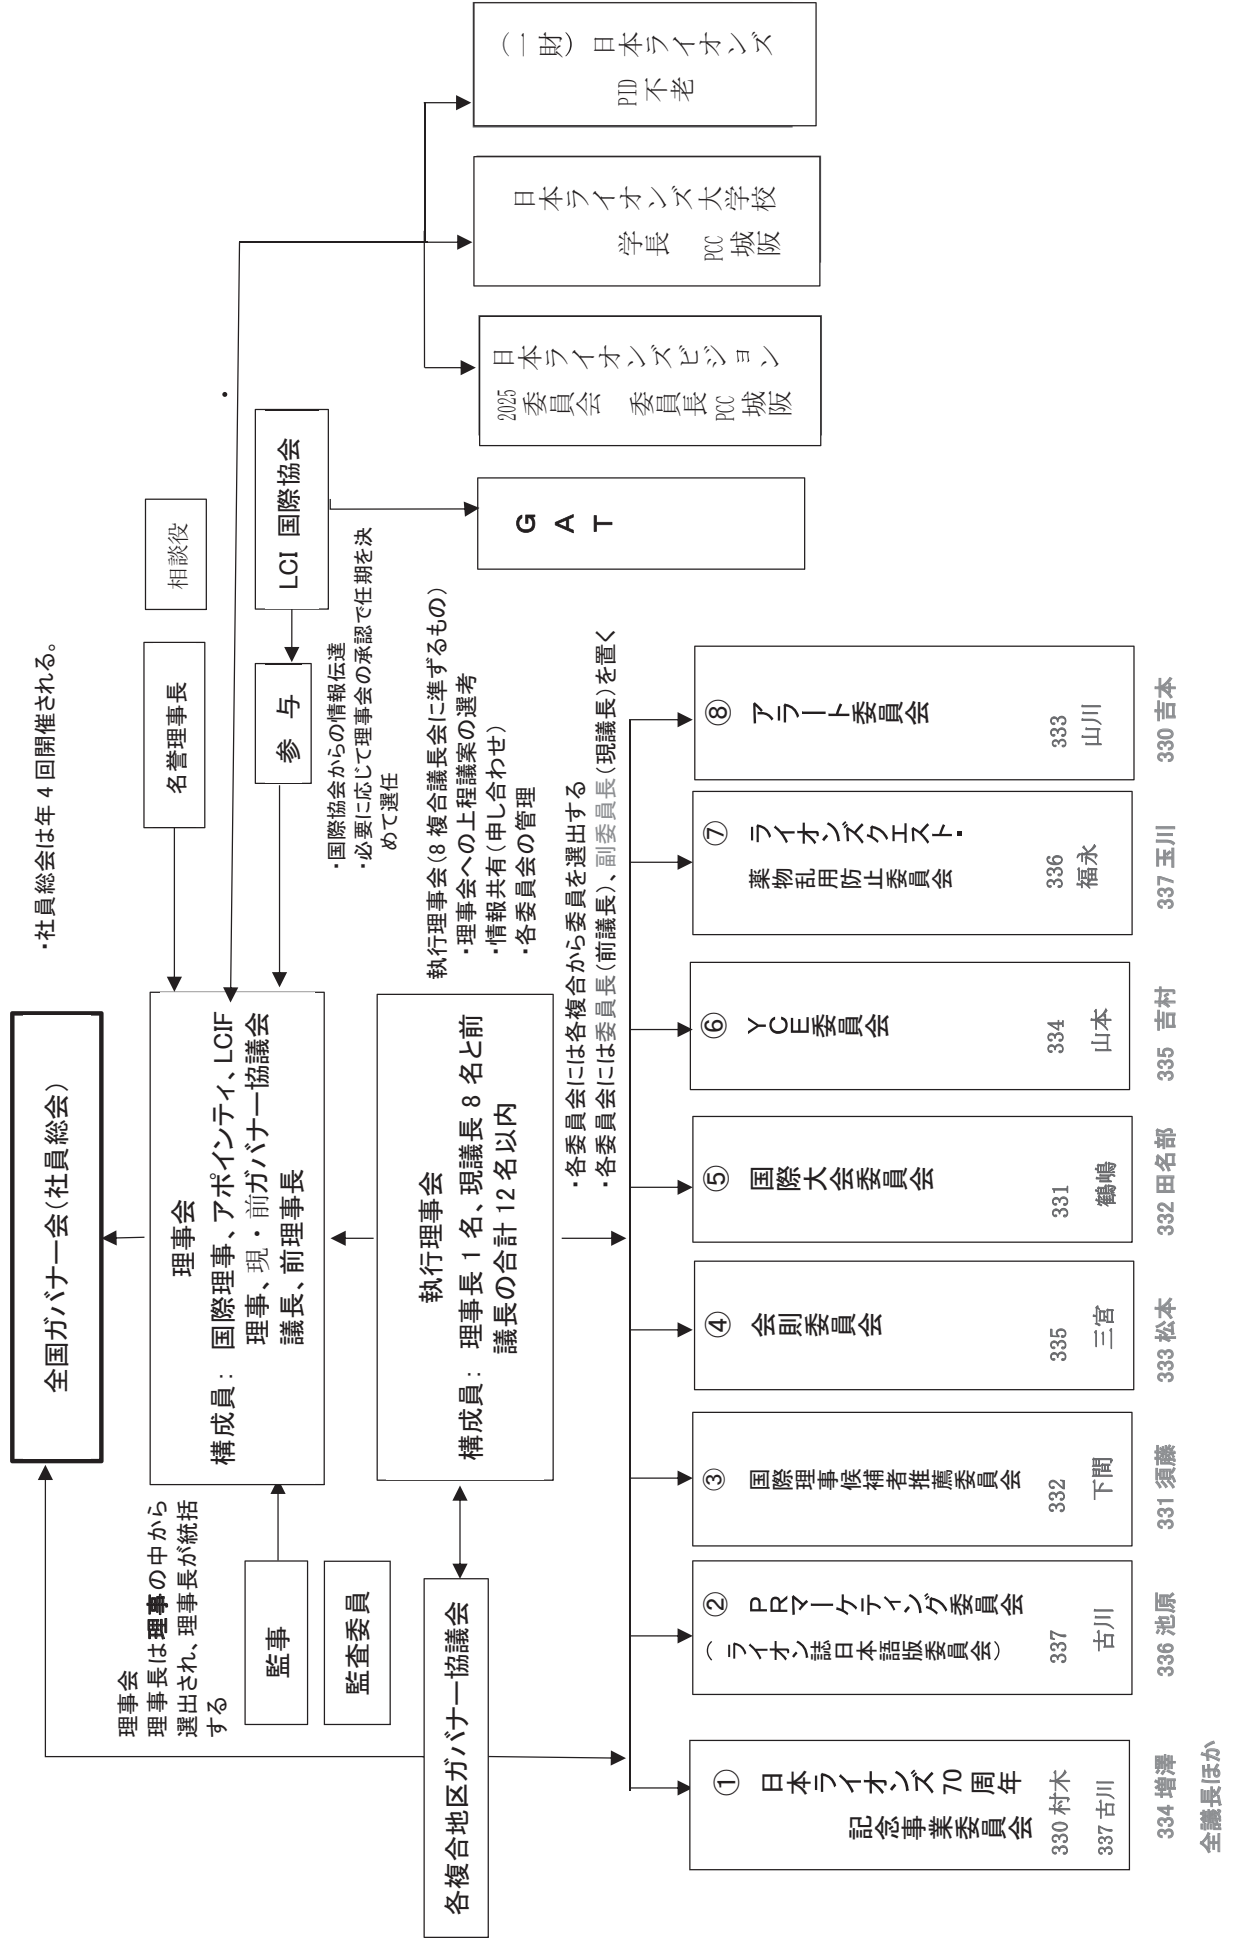 ・社員総会は年 4 回開催される。
全国ガバナー会(社員総会)
理事会
理事長は理事の中から
選出され、理事長が統括
する
理事会
構成員： 国際理事、アポインティ、LCIF
理事、現・前ガバナー協議会
議長、前理事長
名誉理事長
相談役
監事
監査委員
参 与
LCI 国際協会
・国際協会からの情報伝達
・必要に応じて理事会の承認で任期を決
めて選任
各複合地区ガバナー協議会
執行理事会
構成員： 理事長 1 名、現議長 8 名と前
議長の合計 12 名以内
執行理事会(8 複合議長会に準ずるもの)
・理事会への上程議案の選考
・情報共有(申し合わせ)
・各委員会の管理
GAT
日本ライオンズビジョン
2025 委員会 委員長 PCC 城阪
日本ライオンズ大学校
学長 PCC 城阪
(一財) 日本ライオンズ
PID 不老
・各委員会には各複合から委員を選出する
・各委員会には委員長(前議長)、副委員長(現議長)を置く
① 日本ライオンズ 70 周年
記念事業委員会
330 村木
337 古川
334 増澤
全議長ほか
② PRマーケティング委員会
(ライオン誌日本語版委員会)
337
古川
336 池原
③ 国際理事候補者推薦委員会
332
下間
331 須藤
④ 会則委員会
335
三宮
333 松本
⑤ 国際大会委員会
331
鶴嶋
332 田名部
⑥ YCE委員会
334
山本
335 吉村
⑦ ライオンズクエスト・
薬物乱用防止委員会
336
福永
337 玉川
⑧ アラート委員会
333
山川
330 吉本